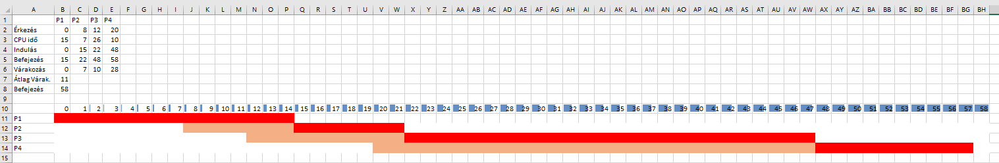 A B C D E F G H I J K L M N O P Q R S T U V W X Y Z AA AB AC AD AE AF AG AH AI AJ AK AL AM AN AO AP AQ AR AS AT AU AV AW AX AY AZ BA BB BC BD BE BF BG BH
1 P1 P2 P3 P4
2 Érkezés 0 8 12 20
3 CPU idő 15 7 26 10
4 Indulás 0 15 22 48
5 Befejezés 15 22 48 58
6 Várakozás 0 7 10 28
7 Átlag Várak. 11
8 Befejezés 58
9
10 0 1 2 3 4 5 6 7 8 9 10 11 12 13 14 15 16 17 18 19 20 21 22 23 24 25 26 27 28 29 30 31 32 33 34 35 36 37 38 39 40 41 42 43 44 45 46 47 48 49 50 51 52 53 54 55 56 57 58
11 P1
12 P2
13 P3
14 P4
15